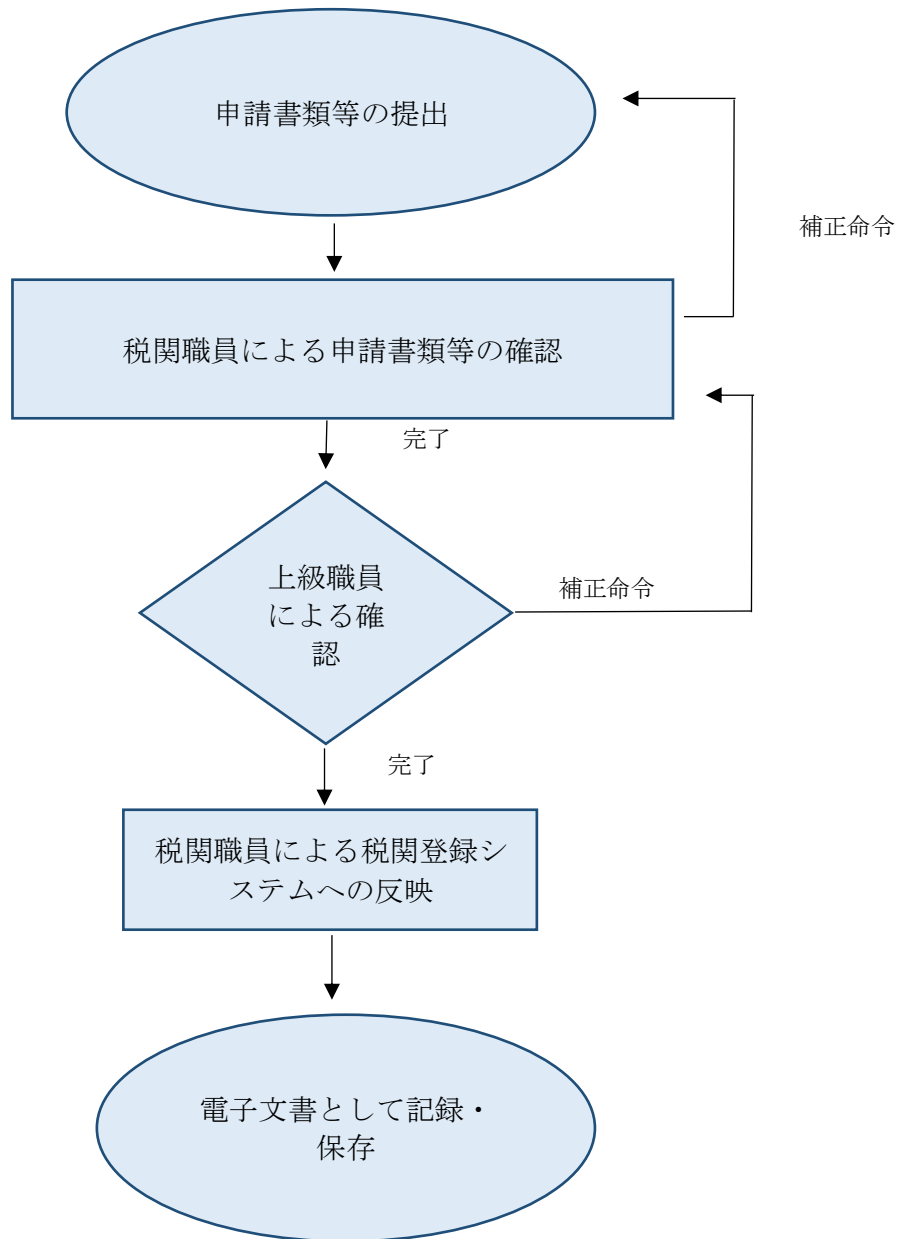 申請書類等の提出
補正命令
税関職員による申請書類等の確認
完了
上級職員
による確
認
補正命令
完了
税関職員による税関登録シ
ステムへの反映
電子文書として記録・
保存